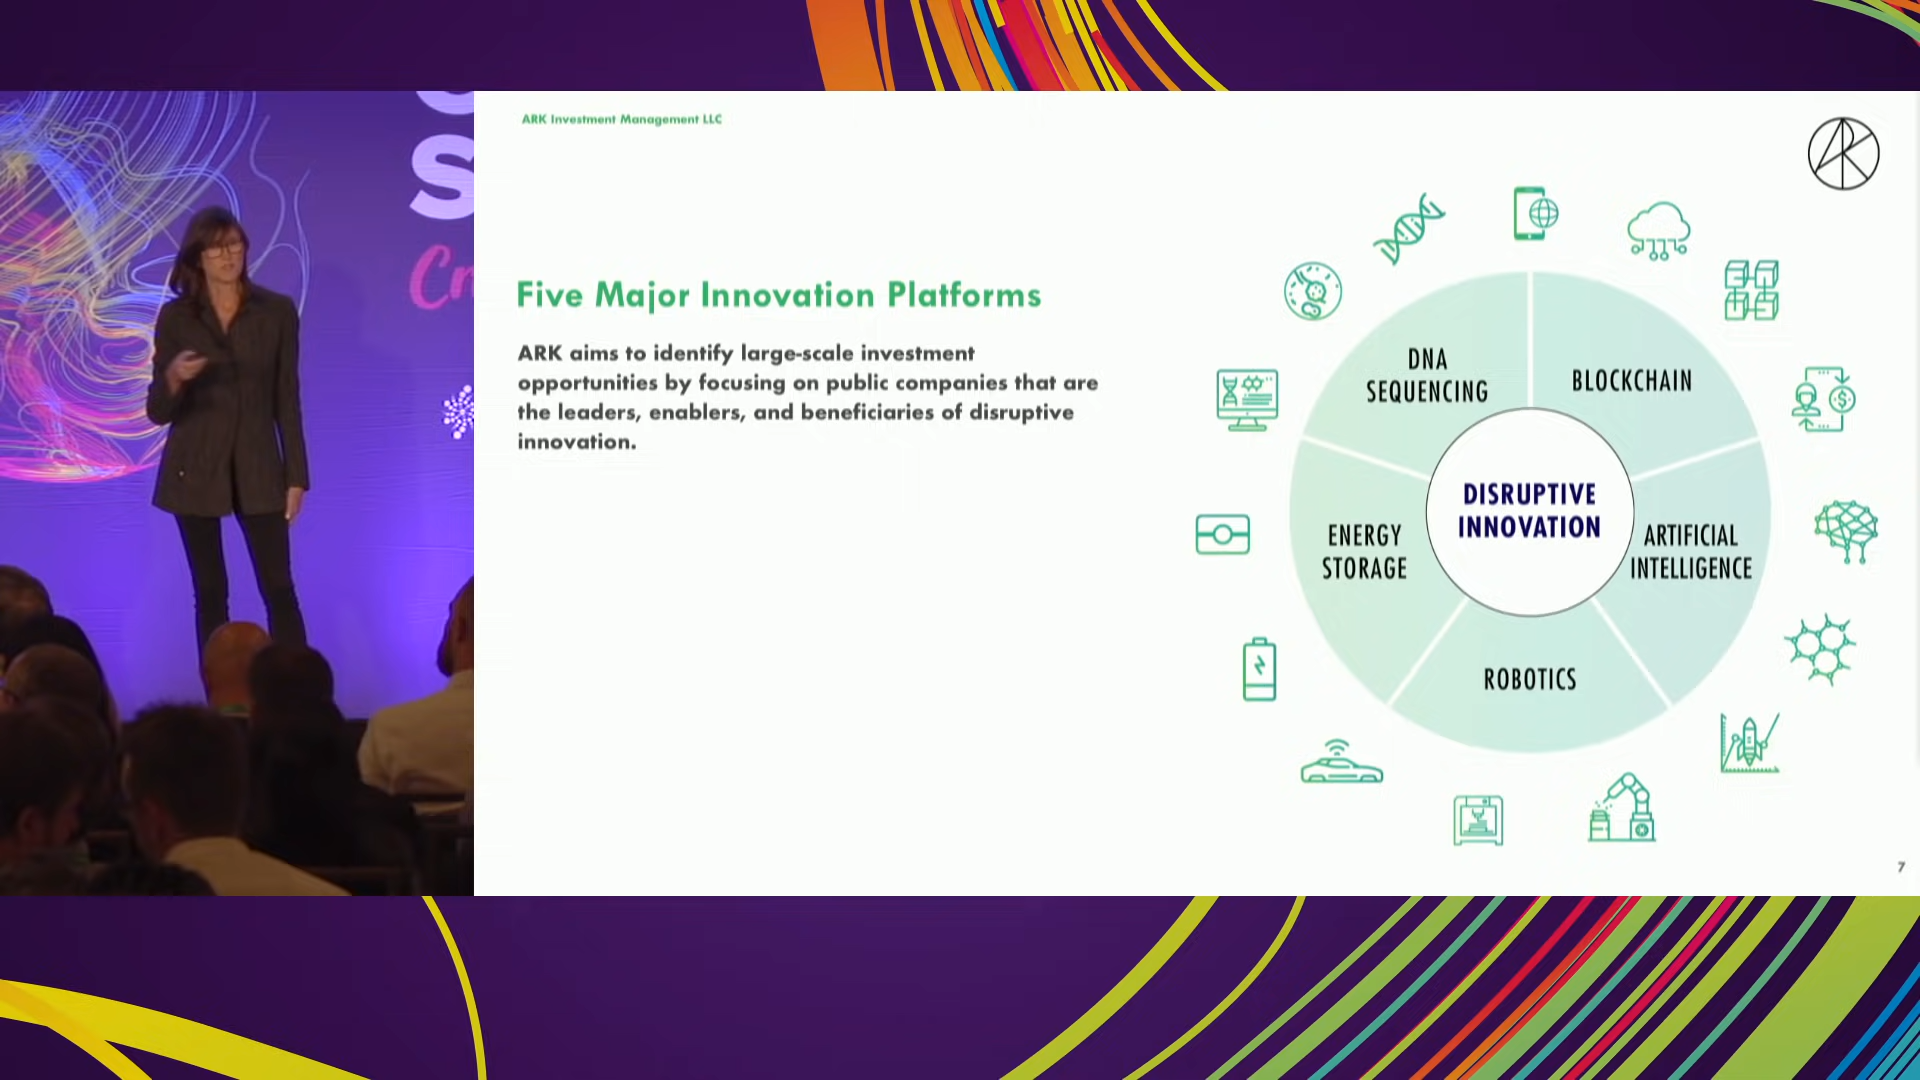 S
Cr
ARK Investment Management LLC
ARK
Five Major Innovation Platforms
ARK aims to identify large-scale investment
opportunities by focusing on public companies that are
the leaders, enablers, and beneficiaries of disruptive
innovation.
DNA
SEQUENCING
BLOCKCHAIN
DISRUPTIVE
INNOVATION
ENERGY
STORAGE
ARTIFICIAL
INTELLIGENCE
ROBOTICS
7